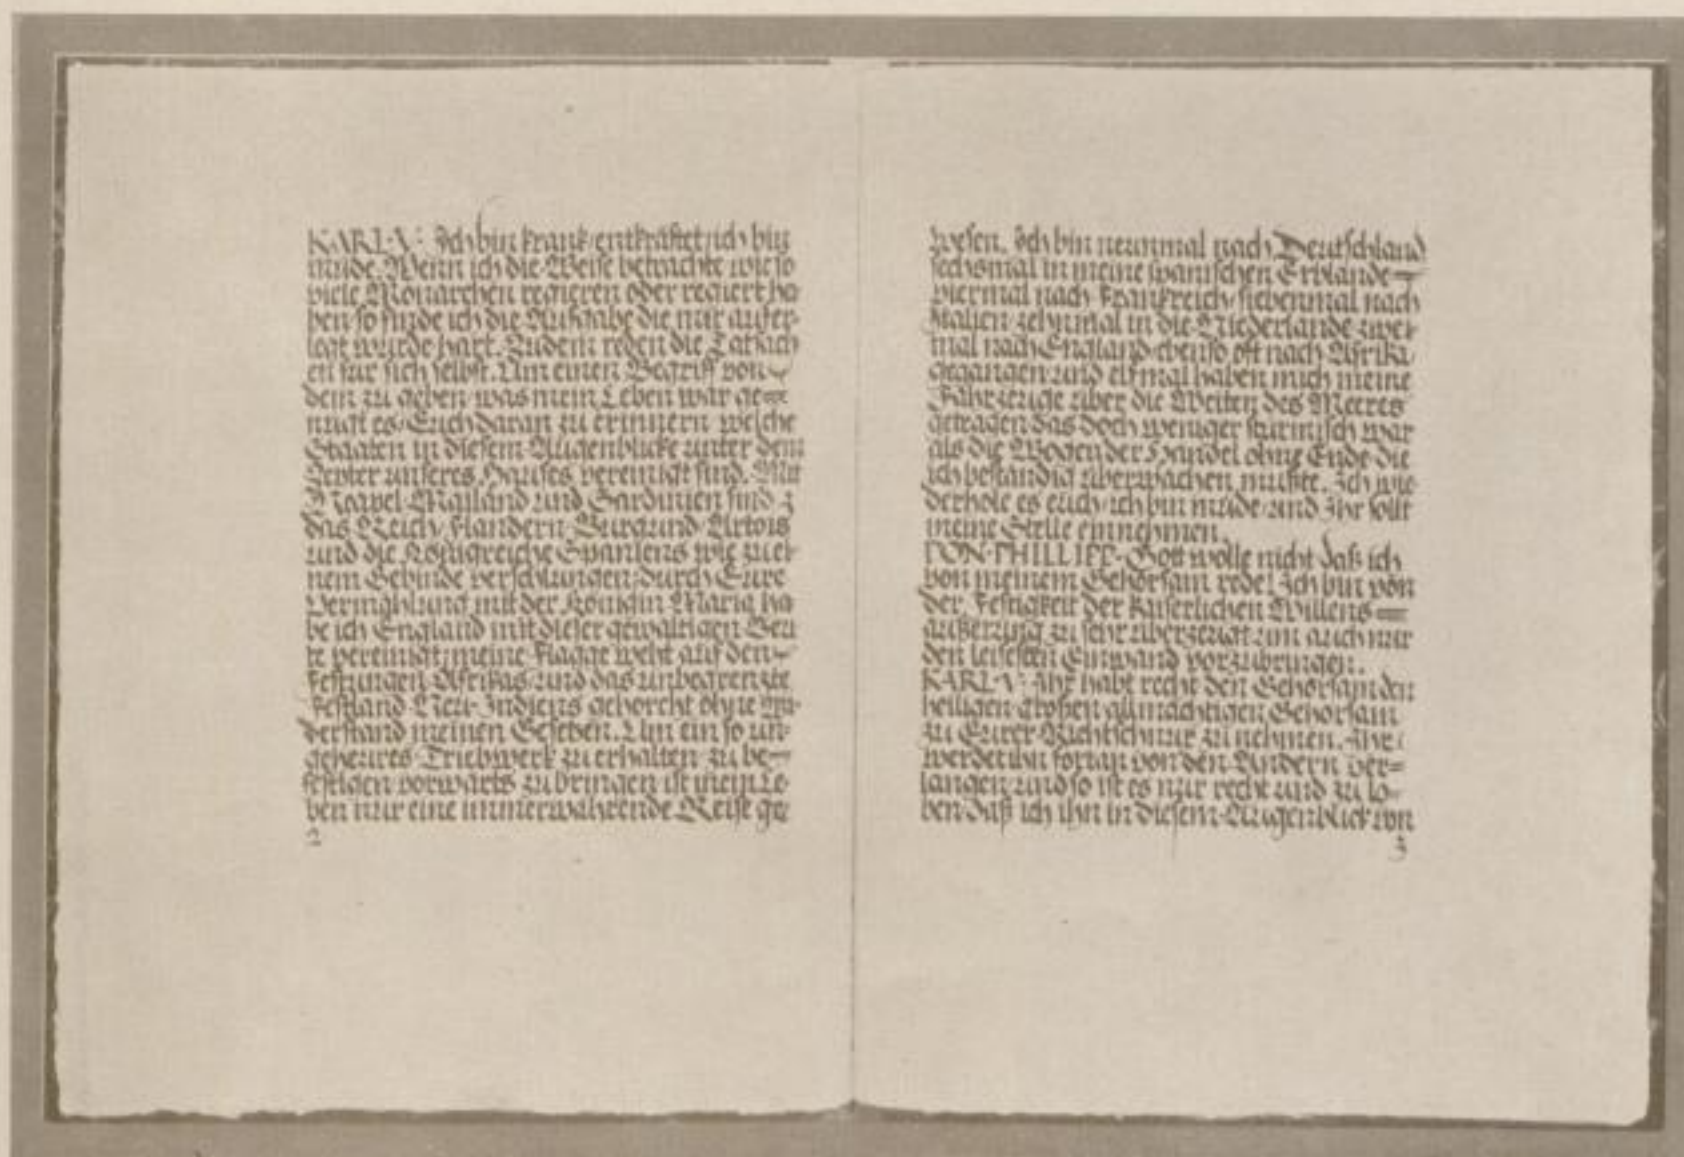 KARL·V· Ich bin krank/entkräftet/ich bin
müde. Wenn ich die Weise betrachte wie so
viele Monarchen regieren oder regiert ha
ben/so finde ich die Aufgabe die mir aufer-
legt wurde hart. Zudem reden die Tatsach
en für sich selbst. Um einen Begriff von
dem zu geben/was mein Leben war ge=
nügt es/Euch daran zu erinnern welche
Staaten in diesem Augenblicke unter dem
Zepter unseres Hauses vereinigt sind. Mit
Neapel Mailand und Sardinien sind
das Reich/Flandern Burgund Artois
und die Königreiche Spaniens wie zu ei-
nem Gebinde verschlungen; durch Eure
Vermählung mit der Königin Maria ha
be ich England mit dieser gewaltigen Beu
te vereinigt; meine Flagge weht auf den
Festungen Afrikas und das unbegrenzte
Festland Neu-Indiens gehorcht ohne Wi-
derstand meinen Gesetzen. Um ein so un-
geheures Triebwerk zu erhalten zu be-
festigen vorwärts zu bringen ist mein Le
ben nur eine immerwährende Reise ge
2
wesen. Ich bin neunmal nach Deutschland
sechsmal in meine spanischen Erblande
viermal nach Frankreich/siebenmal nach
Italien zehnmal in die Niederlande zwei
mal nach England ebenso oft nach Afrika
gegangen und elfmal haben mich meine
Fahrzeuge über die Weiten des Meeres
getragen das doch weniger stürmisch war
als die Wogen der Händel ohne Ende die
ich beständig überwachen mußte. Ich wie
derhole es euch/ich bin müde und Ihr sollt
meine Stelle einnehmen.
DON·PHILLIPP· Gott wolle nicht daß ich
von meinem Gehorsam rede! Ich bin von
der Festigkeit der kaiserlichen Willens=
äußerung zu sehr überzeugt um auch nur
den leisesten Einwand vorzubringen.
KARL·V· Ihr habt recht den Gehorsam den
heiligen großen allmächtigen Gehorsam
zu Eurer Richtschnur zu nehmen. Ihr
werdet ihn fortan von den Andern ver=
langen und so ist es nur recht und zu lo-
ben daß ich ihn in diesem Augenblick von
3